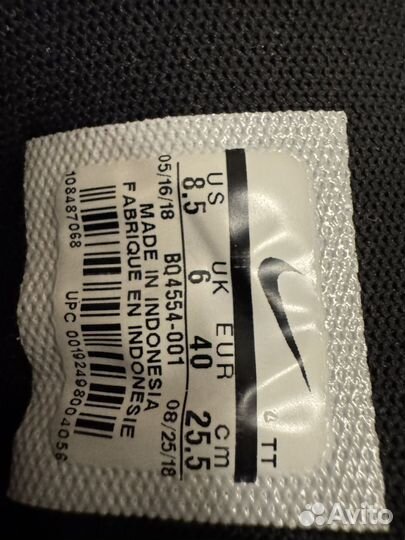 TT
US UK EUR cm
8.5 6 40 25.5
05/16/18 BQ4554-001 08/25/18
MADE IN INDONESIA
FABRIQUE EN INDONESIE
108487068 UPC 00192498004056
Avito